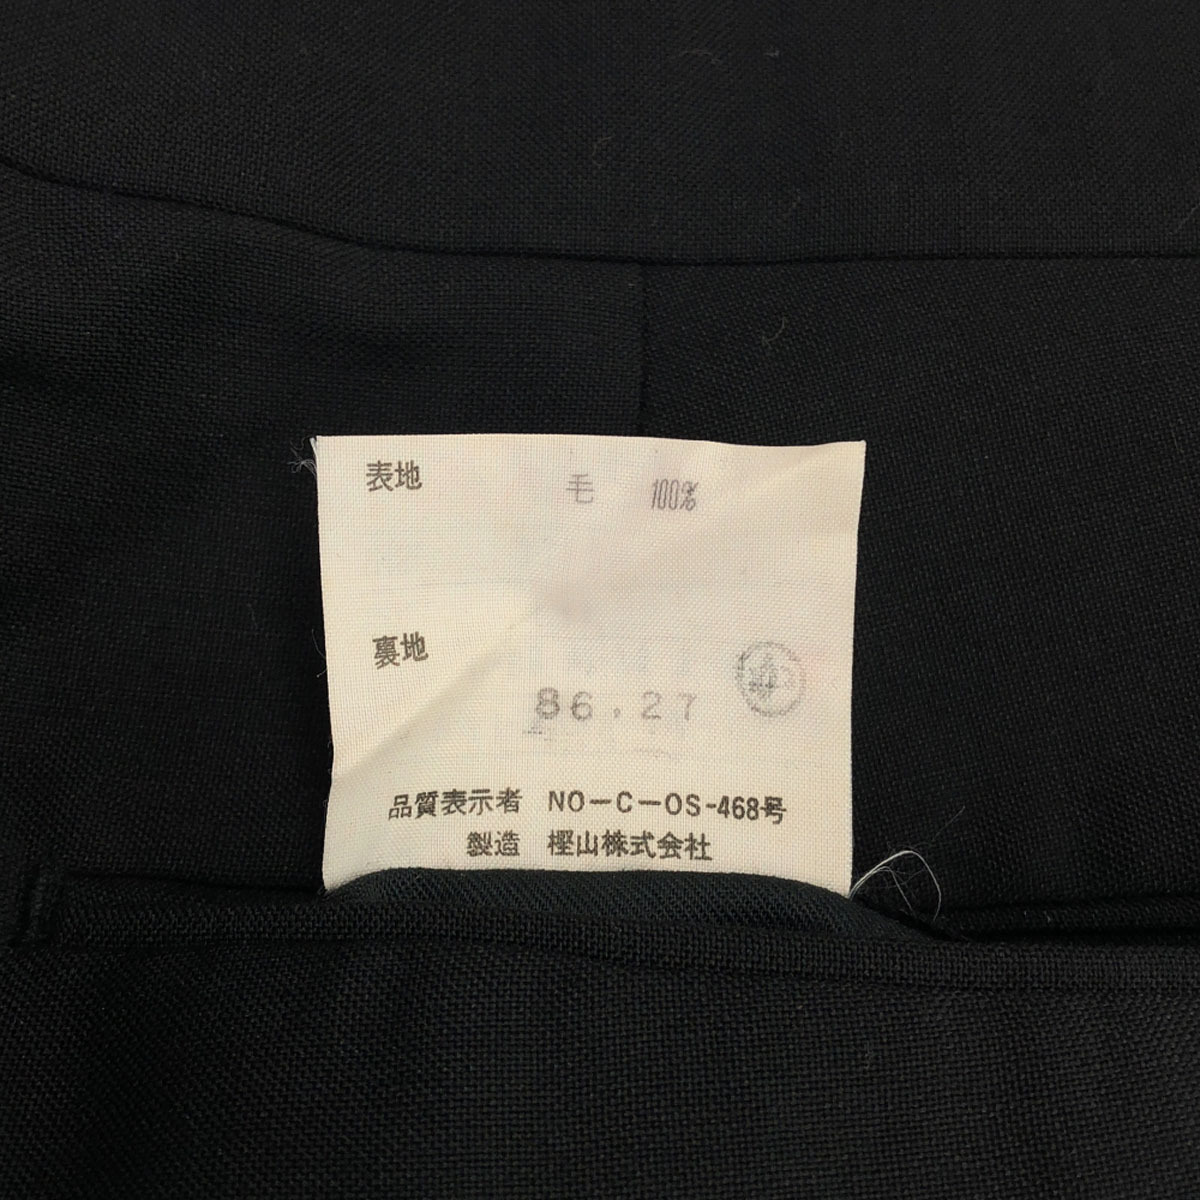 表地 毛 100%
裏地
86.27
品質表示者 NO-C-OS-468号
製造 樫山株式会社